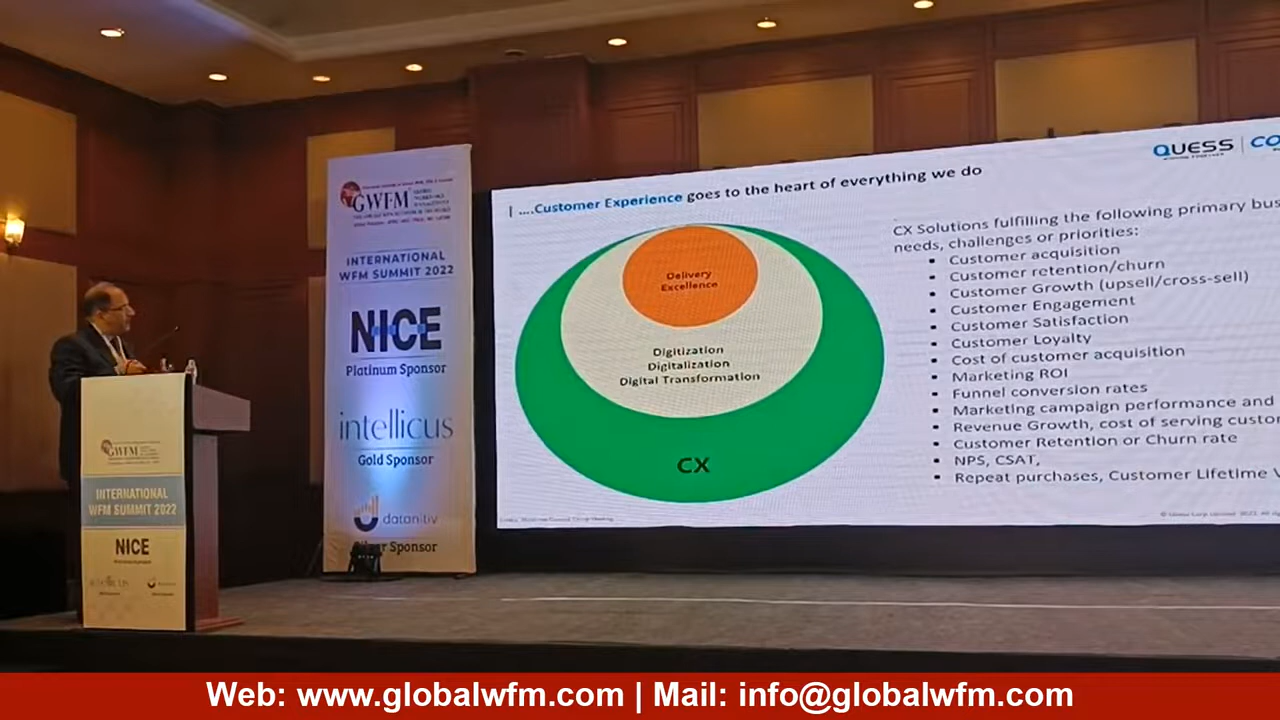 GWFM
INTERNATIONAL
WFM SUMMIT 2022
NICE
Platinum Sponsor
intellicus
Gold Sponsor
datanitiv
Sponsor
GWFM
INTERNATIONAL
WFM SUMMIT 2022
NICE
QUESS | CO
| ....Customer Experience goes to the heart of everything we do
Delivery
Excellence
Digitization
Digitalization
Digital Transformation
CX
CX Solutions fulfilling the following primary bus
needs, challenges or priorities:
▪ Customer acquisition
▪ Customer retention/churn
▪ Customer Growth (upsell/cross-sell)
▪ Customer Engagement
▪ Customer Satisfaction
▪ Customer Loyalty
▪ Cost of customer acquisition
▪ Marketing ROI
▪ Funnel conversion rates
▪ Marketing campaign performance and
▪ Revenue Growth, cost of serving custo
▪ Customer Retention or Churn rate
▪ NPS, CSAT,
▪ Repeat purchases, Customer Lifetime
Web: www.globalwfm.com | Mail: info@globalwfm.com